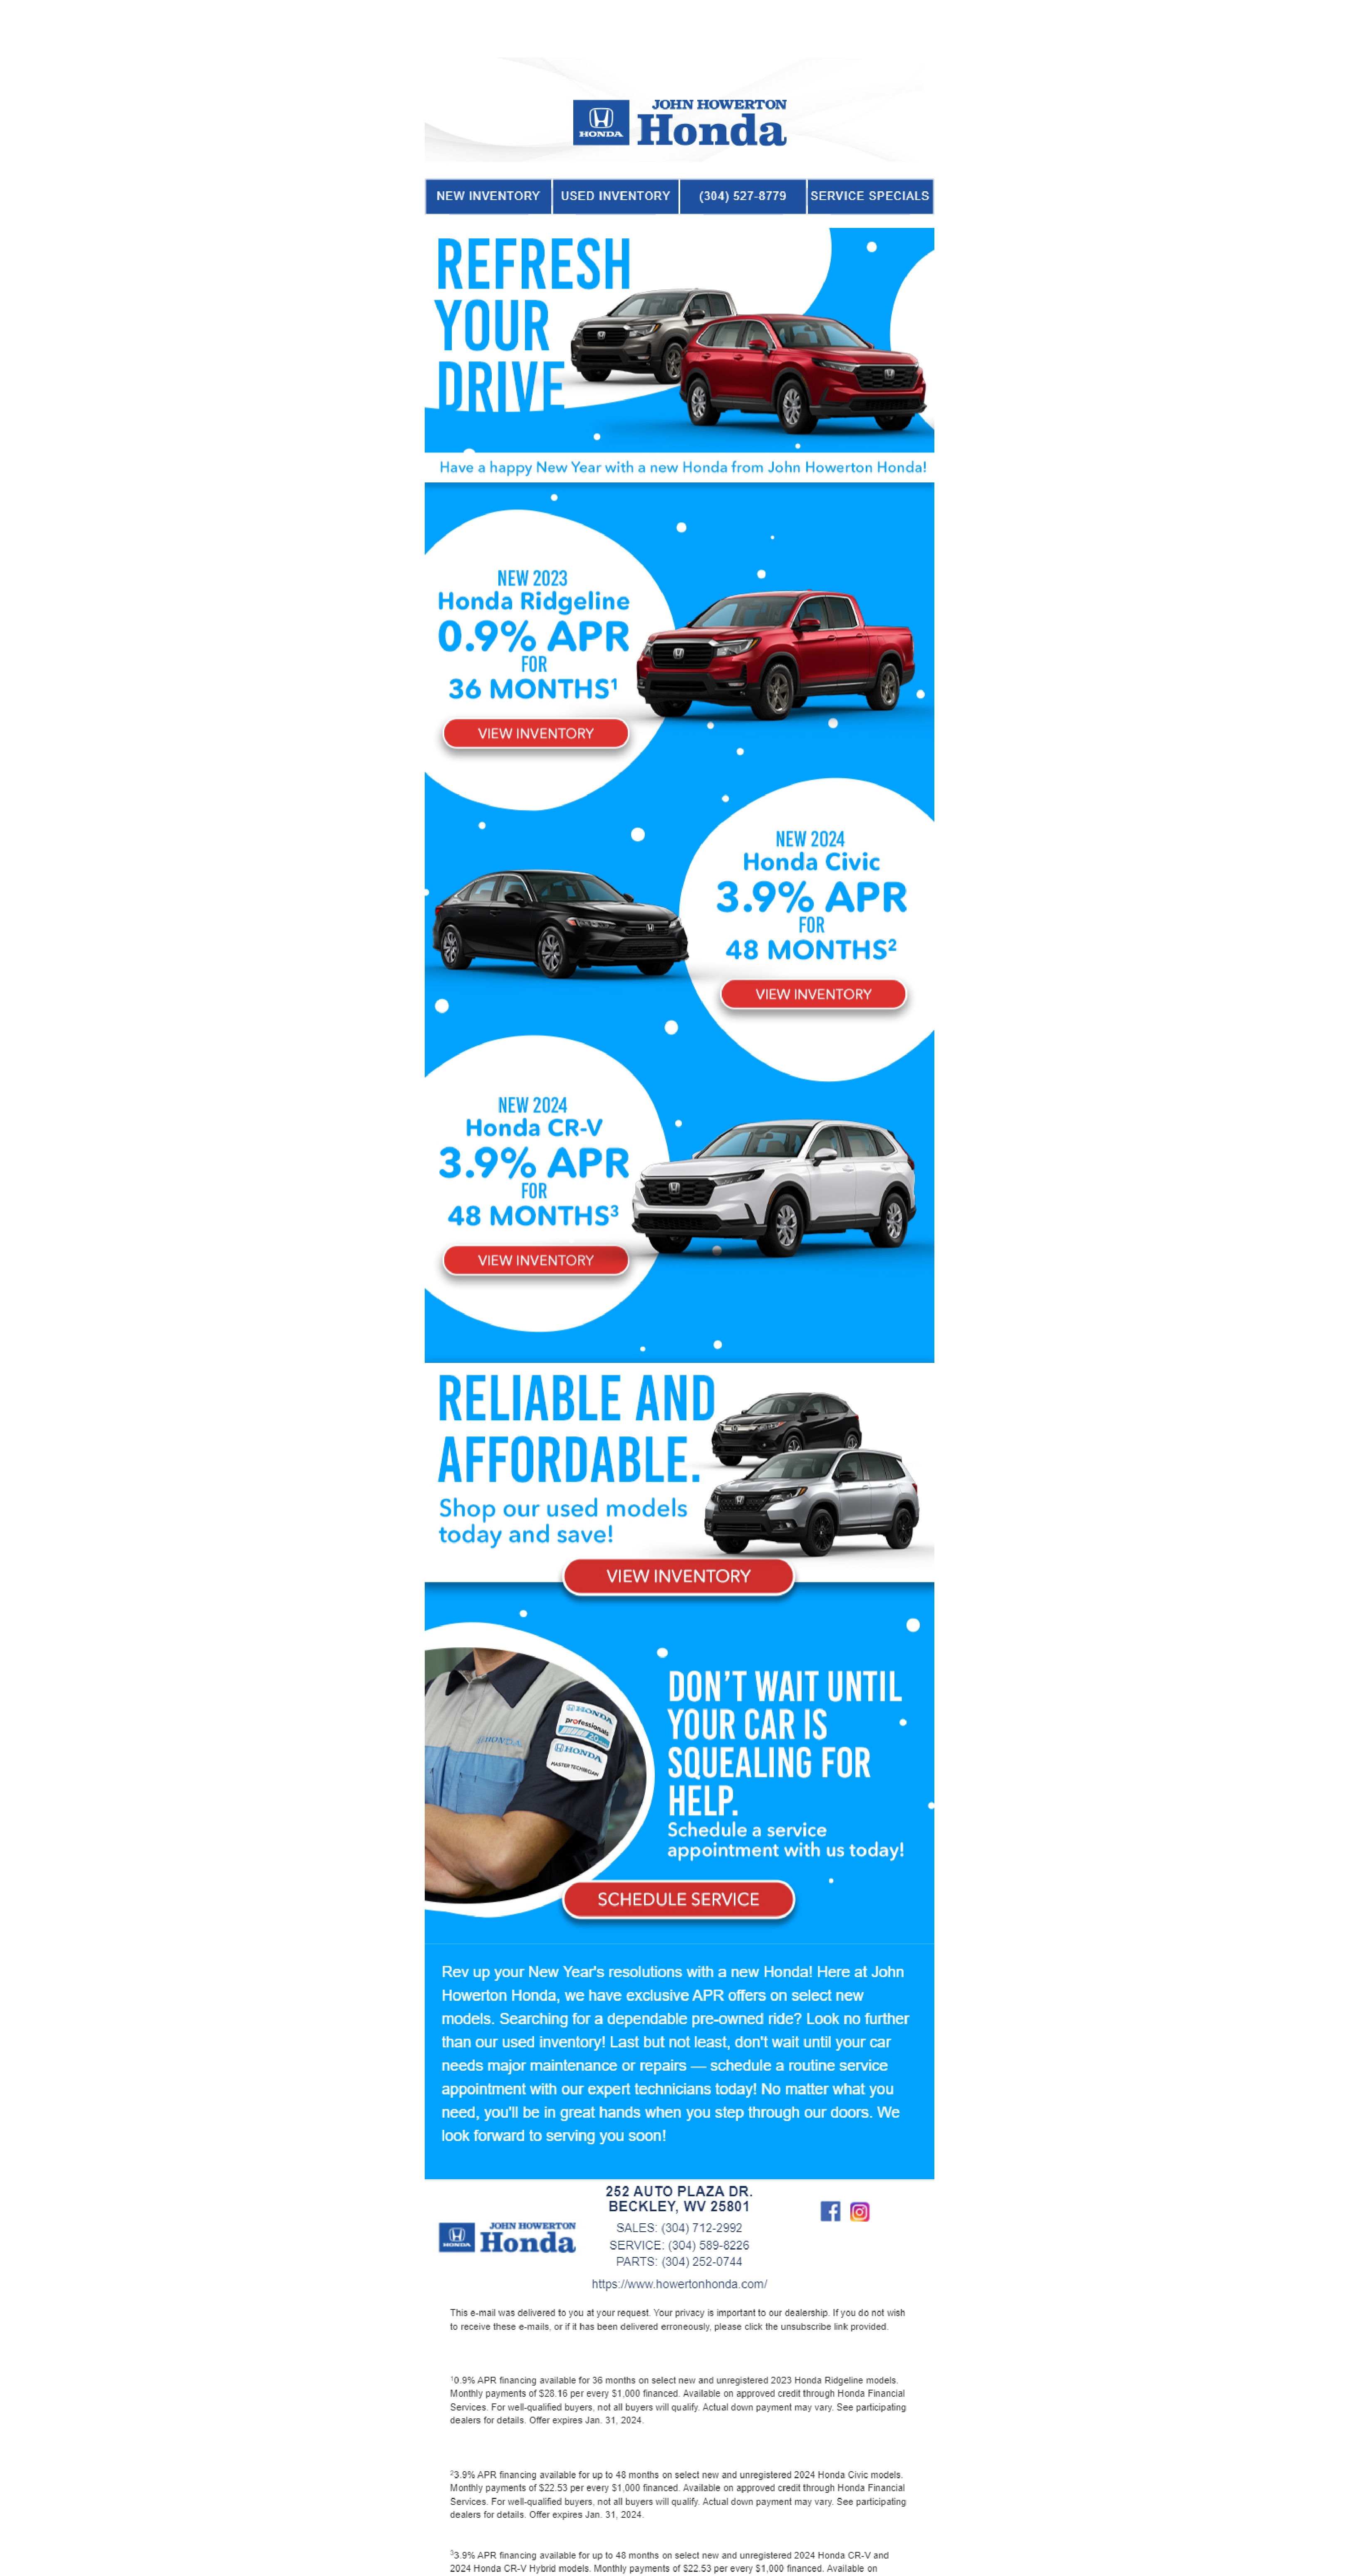 HONDA
JOHN HOWERTON
Honda
NEW INVENTORY
USED INVENTORY
(304) 527-8779
SERVICE SPECIALS
REFRESH
YOUR
DRIVE
Have a happy New Year with a new Honda from John Howerton Honda!
NEW 2023
Honda Ridgeline
0.9% APR
FOR
36 MONTHS¹
VIEW INVENTORY
NEW 2024
Honda Civic
3.9% APR
FOR
48 MONTHS²
VIEW INVENTORY
NEW 2024
Honda CR-V
3.9% APR
FOR
48 MONTHS³
VIEW INVENTORY
RELIABLE AND
AFFORDABLE.
Shop our used models
today and save!
VIEW INVENTORY
HONDA
HONDA
professionals
HONDA
MASTER TECHNICIAN
DON'T WAIT UNTIL
YOUR CAR IS
SQUEALING FOR
HELP.
Schedule a service
appointment with us today!
SCHEDULE SERVICE
Rev up your New Year's resolutions with a new Honda! Here at John
Howerton Honda, we have exclusive APR offers on select new
models. Searching for a dependable pre-owned ride? Look no further
than our used inventory! Last but not least, don't wait until your car
needs major maintenance or repairs — schedule a routine service
appointment with our expert technicians today! No matter what you
need, you'll be in great hands when you step through our doors. We
look forward to serving you soon!
HONDA
JOHN HOWERTON
Honda
252 AUTO PLAZA DR.
BECKLEY, WV 25801
SALES: (304) 712-2992
SERVICE: (304) 589-8226
PARTS: (304) 252-0744
https://www.howertonhonda.com/
This e-mail was delivered to you at your request. Your privacy is important to our dealership. If you do not wish
to receive these e-mails, or if it has been delivered erroneously, please click the unsubscribe link provided.
¹0.9% APR financing available for 36 months on select new and unregistered 2023 Honda Ridgeline models.
Monthly payments of $28.16 per every $1,000 financed. Available on approved credit through Honda Financial
Services. For well-qualified buyers, not all buyers will qualify. Actual down payment may vary. See participating
dealers for details. Offer expires Jan. 31, 2024.
²3.9% APR financing available for up to 48 months on select new and unregistered 2024 Honda Civic models.
Monthly payments of $22.53 per every $1,000 financed. Available on approved credit through Honda Financial
Services. For well-qualified buyers, not all buyers will qualify. Actual down payment may vary. See participating
dealers for details. Offer expires Jan. 31, 2024.
³3.9% APR financing available for up to 48 months on select new and unregistered 2024 Honda CR-V and
2024 Honda CR-V Hybrid models. Monthly payments of $22.53 per every $1,000 financed. Available on